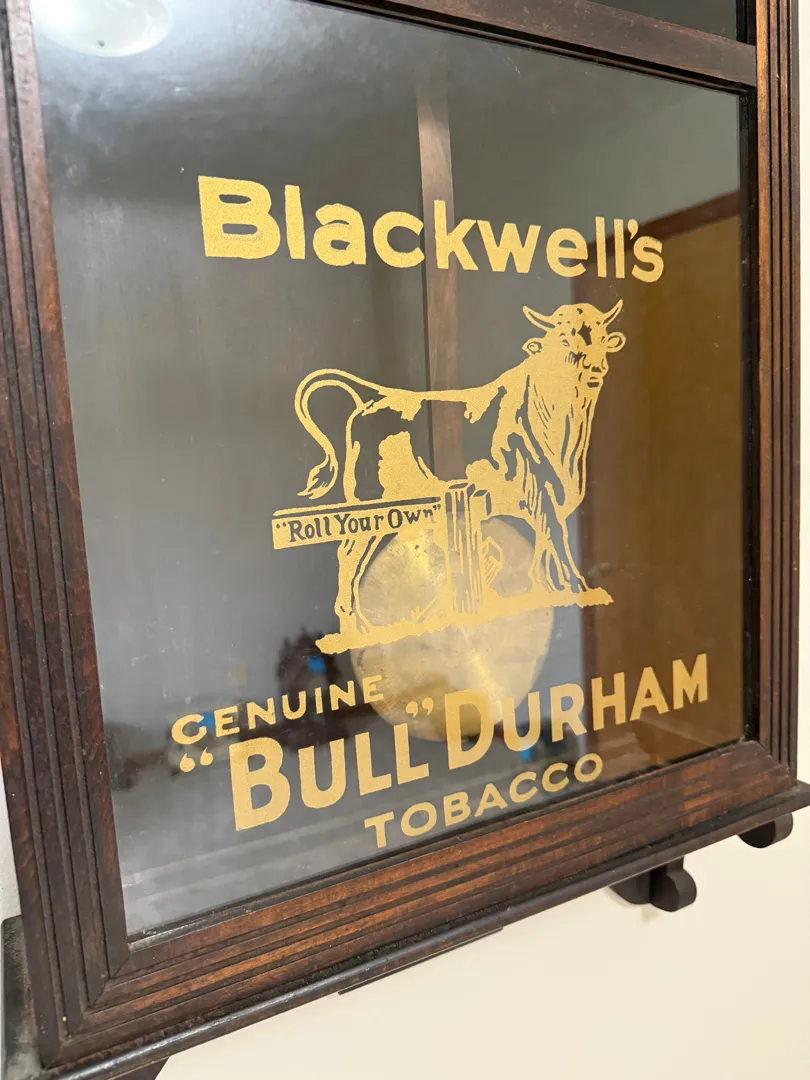 Blackwell's
"Roll Your Own"
GENUINE
"BULL" DURHAM
TOBACCO